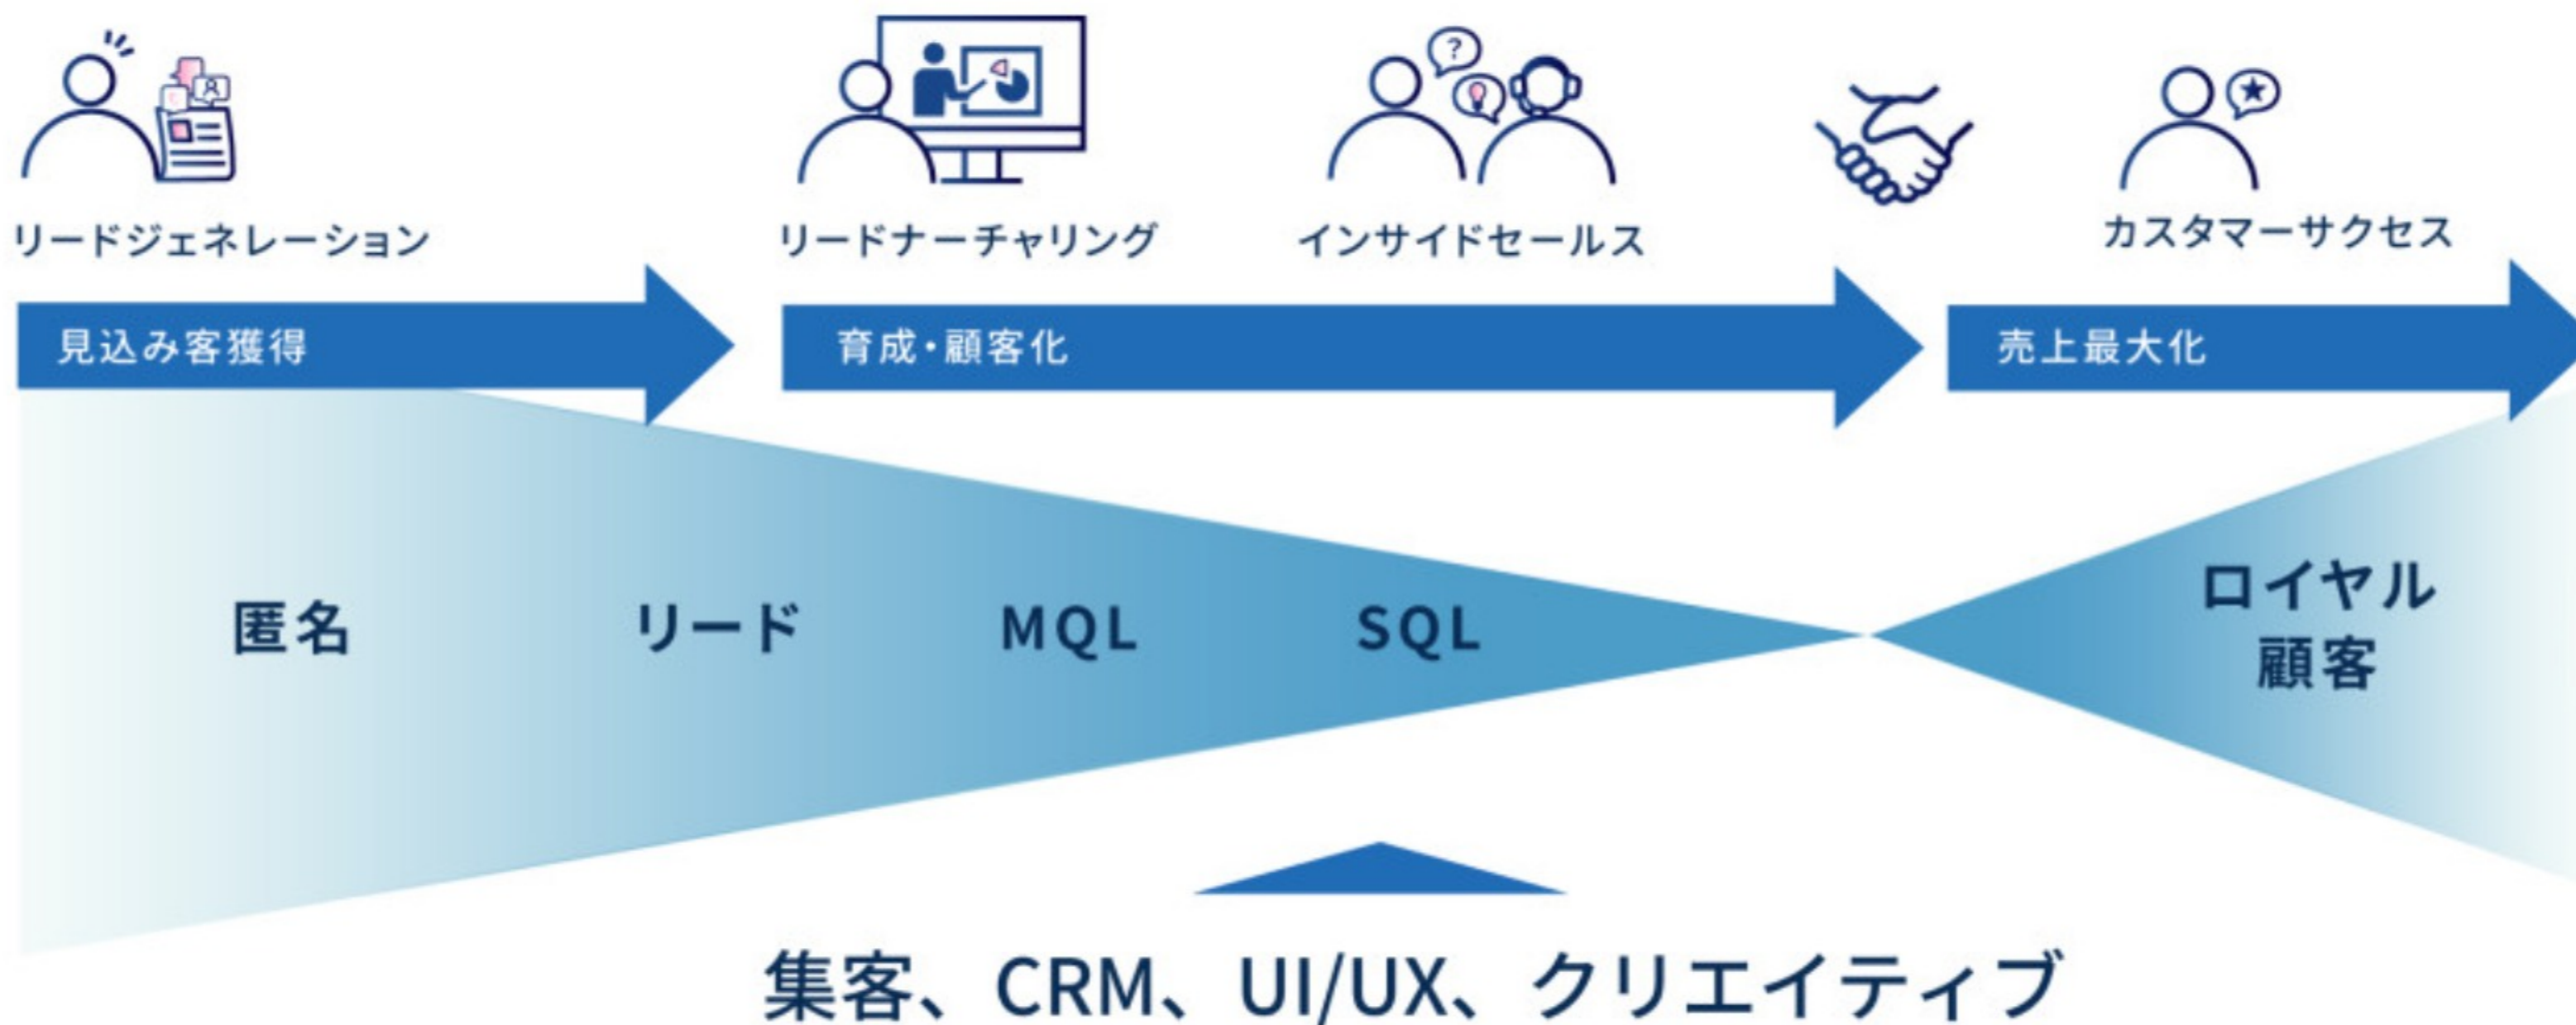 リードジェネレーション
リードナーチャリング
インサイドセールス
カスタマーサクセス
見込み客獲得
育成・顧客化
売上最大化
匿名
リード
MQL
SQL
ロイヤル
顧客
集客、CRM、UI/UX、クリエイティブ